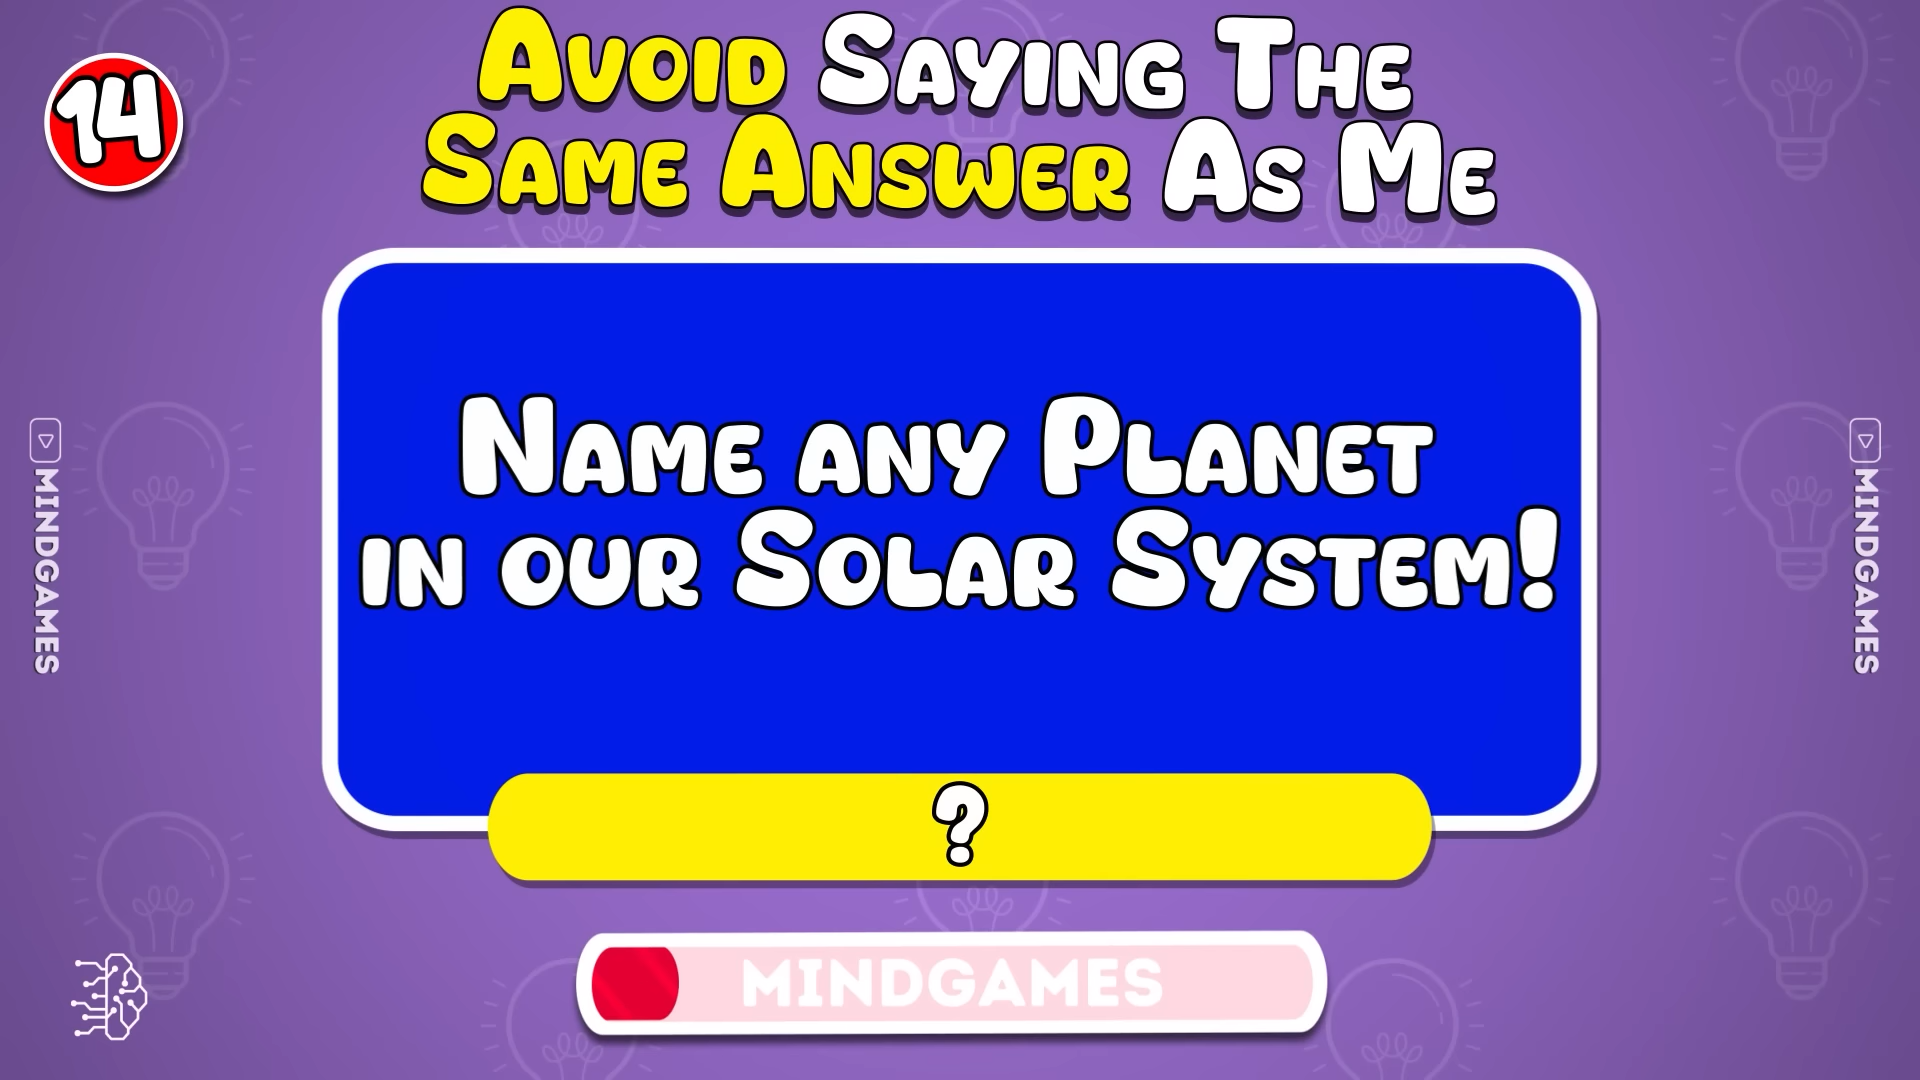 14
Avoid Saying The
Same Answer As Me
Name any Planet
in our Solar System!
?
MINDGAMES
MINDGAMES
MINDGAMES